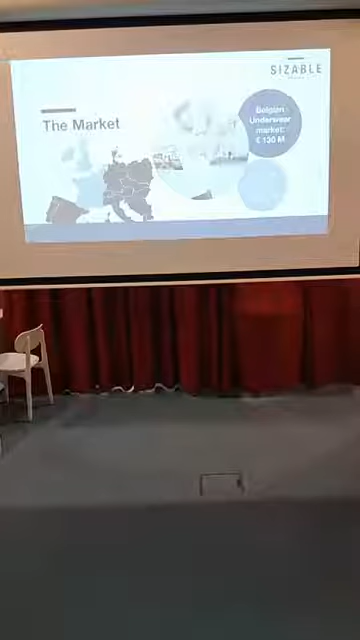 SIZABLE
The Market
Belgian
Underwear
market:
€ 130 M